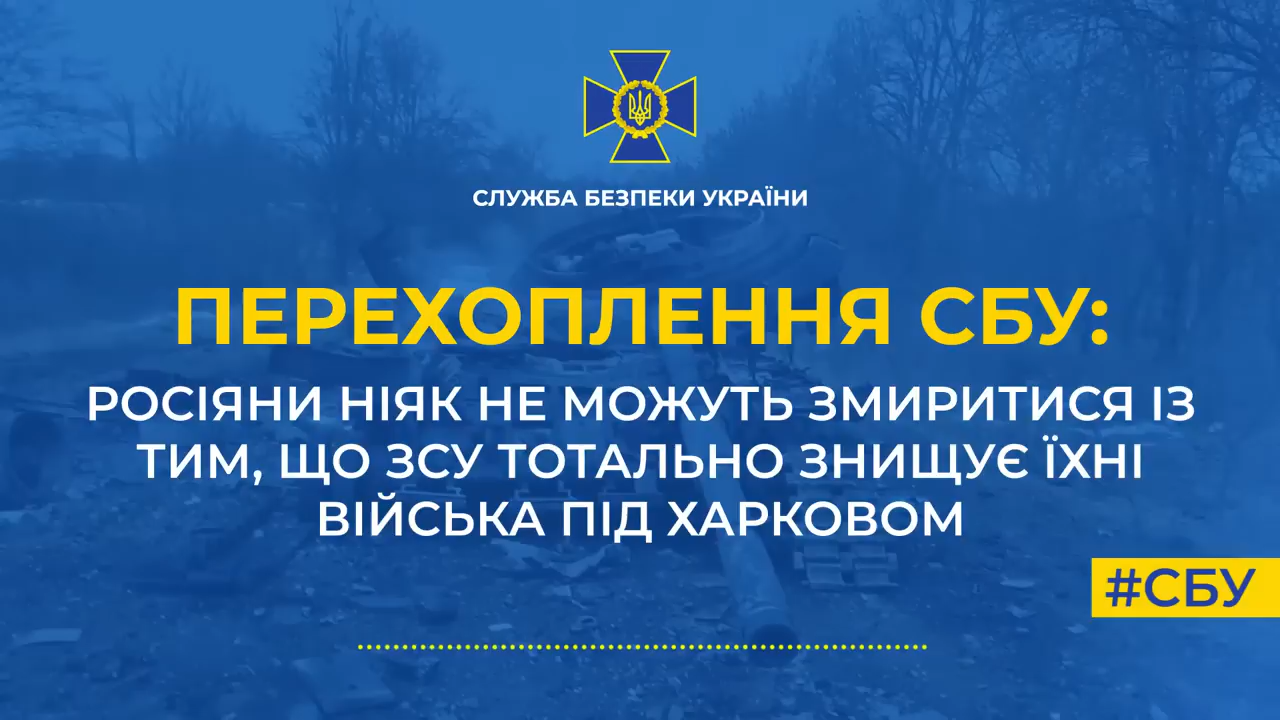 СЛУЖБА БЕЗПЕКИ УКРАЇНИ
ПЕРЕХОПЛЕННЯ СБУ:
РОСІЯНИ НІЯК НЕ МОЖУТЬ ЗМИРИТИСЯ ІЗ
ТИМ, ЩО ЗСУ ТОТАЛЬНО ЗНИЩУЄ ЇХНІ
ВІЙСЬКА ПІД ХАРКОВОМ
#СБУ